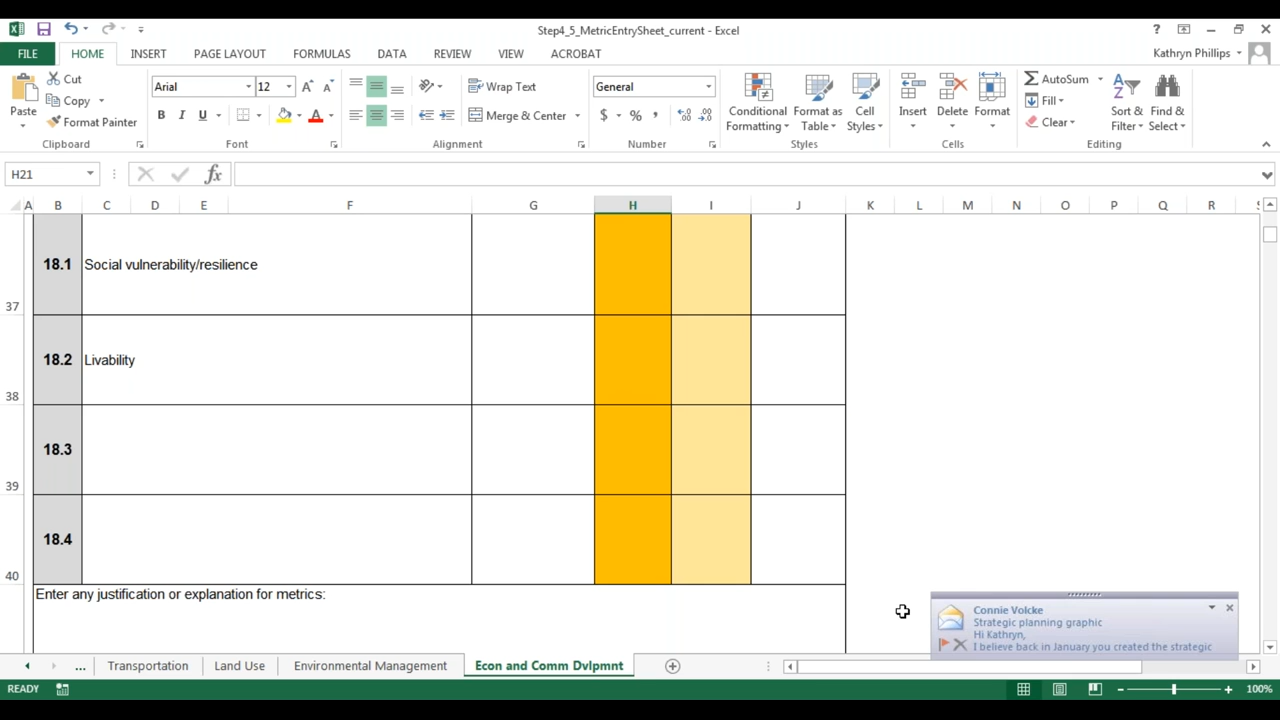 Step4_5_MetricEntrySheet_current - Excel
FILE HOME INSERT PAGE LAYOUT FORMULAS DATA REVIEW VIEW ACROBAT Kathryn Phillips
Cut
Copy
Format Painter
Paste
Clipboard
Arial 12
B I U
Font
Wrap Text
Merge & Center
Alignment
General
$ % ,
Number
Conditional Formatting
Format as Table
Cell Styles
Styles
Insert Delete Format
Cells
AutoSum
Fill
Clear
Sort & Filter
Find & Select
Editing
H21 fx
A B C D E F G H I J K L M N O P Q R
37 18.1 Social vulnerability/resilience
38 18.2 Livability
39 18.3
40 18.4
Enter any justification or explanation for metrics:
Connie Volcke
Strategic planning graphic
Hi Kathryn,
I believe back in January you created the strategic
... Transportation Land Use Environmental Management Econ and Comm Dvlpmnt
READY 100%